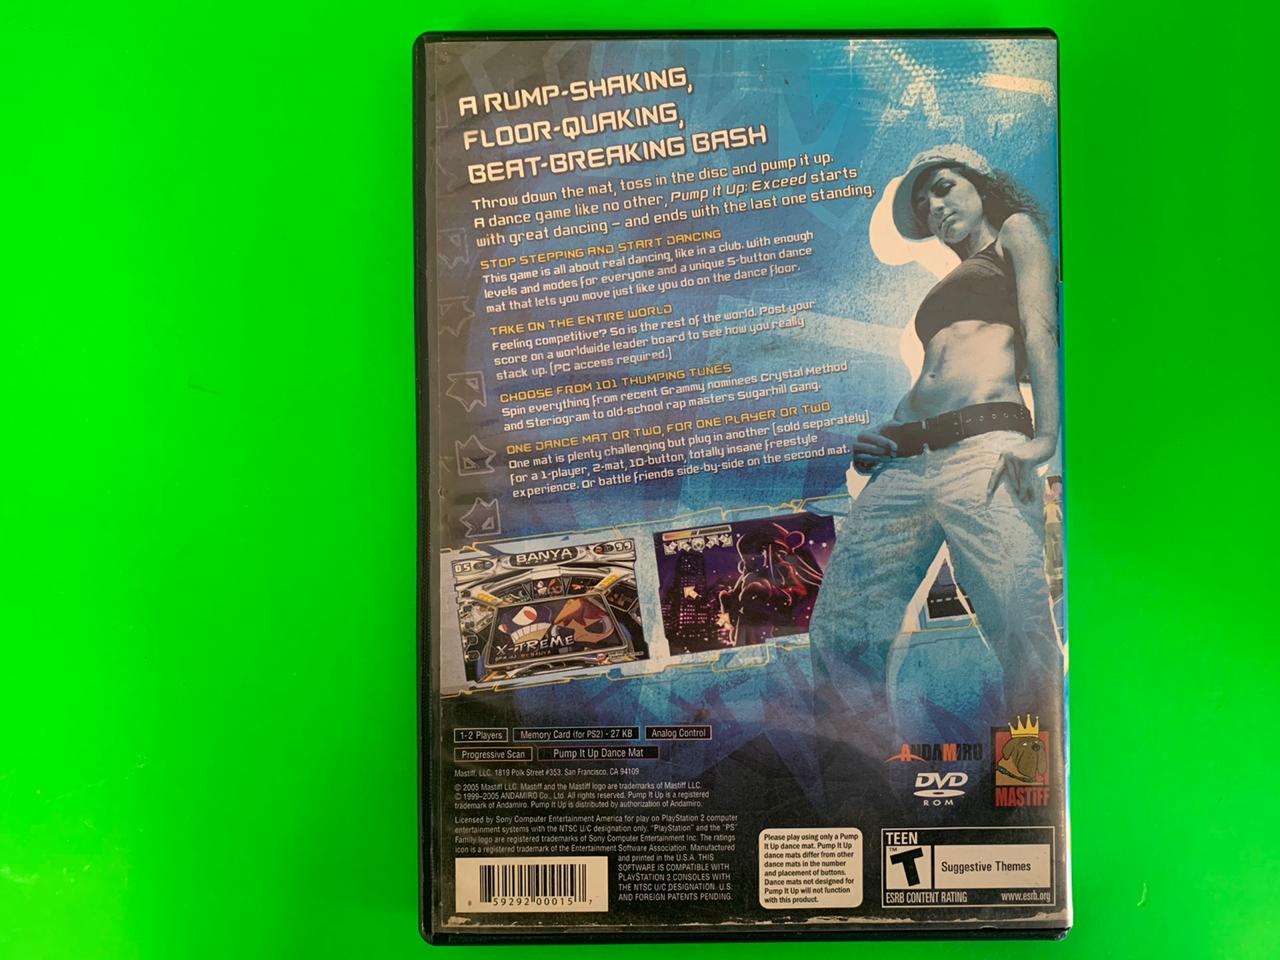 A RUMP-SHAKING,
FLOOR-QUAKING,
BEAT-BREAKING BASH
Throw down the mat, toss in the disc and pump it up.
A dance game like no other, Pump It Up: Exceed starts
with great dancing – and ends with the last one standing.
STOP STEPPING AND START DANCING
This game is all about real dancing, like in a club. With enough
levels and modes for everyone and a unique 5-button dance
mat that lets you move just like you do on the dance floor.
TAKE ON THE ENTIRE WORLD
Feeling competitive? So is the rest of the world. Post your
score on a worldwide leader board to see how you really
stack up. [PC access required.]
CHOOSE FROM 101 THUMPING TUNES
Spin everything from recent Grammy nominees Crystal Method
and Steriogram to old-school rap masters Sugarhill Gang.
ONE DANCE MAT OR TWO, FOR ONE PLAYER OR TWO
One mat is plenty challenging but plug in another [sold separately]
for a 1-player, 2-mat, 10-button, totally insane freestyle
experience. Or battle friends side-by-side on the second mat.
05 BANYA 99
X-TREME
1-2 Players Memory Card (for PS2) - 27 KB Analog Control
Progressive Scan Pump It Up Dance Mat
Mastiff, LLC. 1819 Polk Street #353, San Francisco, CA 94109
© 2005 Mastiff LLC. Mastiff and the Mastiff logo are trademarks of Mastiff LLC.
© 1999-2005 ANDAMIRO Co., Ltd. All rights reserved. Pump It Up is a registered
trademark of Andamiro. Pump It Up is distributed by authorization of Andamiro.
Licensed by Sony Computer Entertainment America for play on PlayStation 2 computer
entertainment systems with the NTSC U/C designation only. "PlayStation" and the "PS"
Family logo are registered trademarks of Sony Computer Entertainment Inc. The ratings
icon is a registered trademark of the Entertainment Software Association. Manufactured
and printed in the U.S.A. THIS
SOFTWARE IS COMPATIBLE WITH
PLAYSTATION 2 CONSOLES WITH
THE NTSC U/C DESIGNATION. U.S.
AND FOREIGN PATENTS PENDING.
8 59292 00015 7
Please play using only a Pump
It Up dance mat. Pump It Up
dance mats differ from other
dance mats in the number
and placement of buttons.
Dance mats not designed for
Pump It Up will not function
with this product.
ANDAMIRO
DVD
ROM
MASTIFF
TEEN
T
TM
Suggestive Themes
ESRB CONTENT RATING www.esrb.org